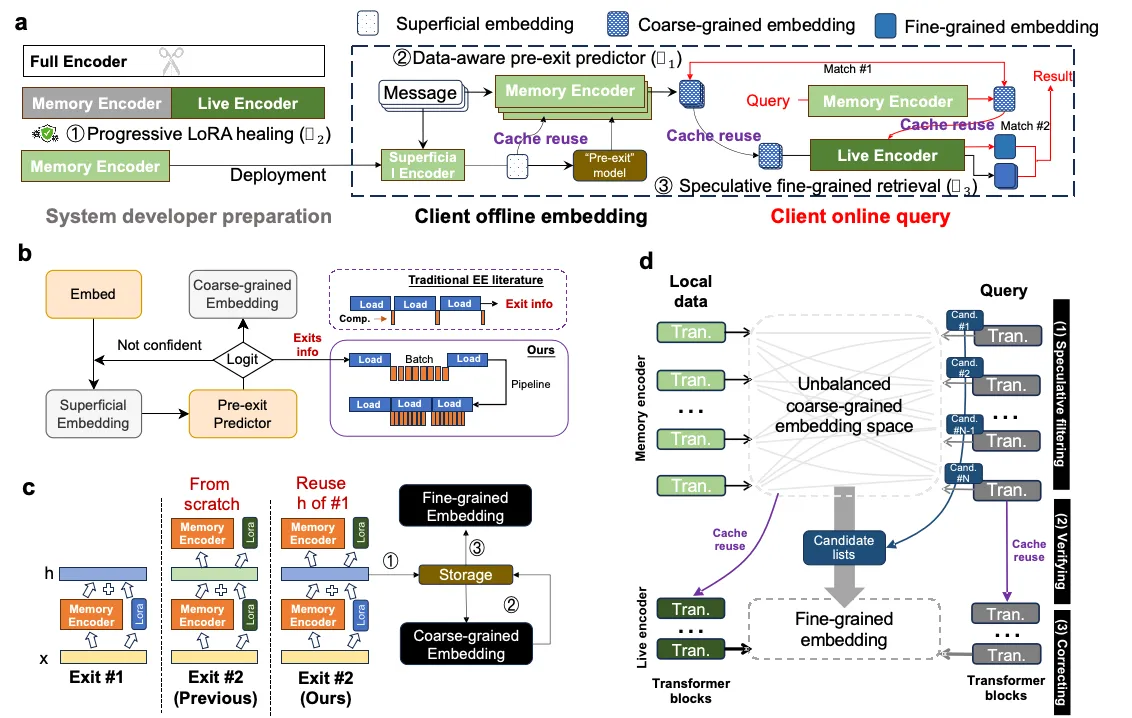 a
Superficial embedding
Coarse-grained embedding
Fine-grained embedding
Full Encoder
Memory Encoder
Live Encoder
① Progressive LoRA healing (▯₂)
Memory Encoder
Deployment
System developer preparation
② Data-aware pre-exit predictor (▯₁)
Message
Memory Encoder
Cache reuse
Superficia
l Encoder
"Pre-exit"
model
Client offline embedding
Cache reuse
Match #1
Result
Query
Memory Encoder
Cache reuse
Match #2
Live Encoder
③ Speculative fine-grained retrieval (▯₃)
Client online query
b
Embed
Coarse-grained
Embedding
Not confident
Logit
Exits
info
Superficial
Embedding
Pre-exit
Predictor
Traditional EE literature
Load
Load
Load
Exit info
Comp.
Ours
Load
Batch
Load
Pipeline
Load
Load
Load
c
From
scratch
Reuse
h of #1
Memory
Encoder
Lora
Memory
Encoder
Lora
h
Memory
Encoder
Lora
Memory
Encoder
Lora
Memory
Encoder
Lora
x
Exit #1
Exit #2
(Previous)
Exit #2
(Ours)
Fine-grained
Embedding
①
③
Storage
②
Coarse-grained
Embedding
d
Local
data
Query
Memory encoder
Tran.
Tran.
...
Tran.
Tran.
Unbalanced
coarse-grained
embedding space
Cand.
#1
Tran.
Cand.
#2
Tran.
...
Cand.
#N-1
Tran.
Cand.
#N
Tran.
(1) Speculative filtering
Cache
reuse
Candidate
lists
Cache
reuse
(2) Verifying
Live encoder
Tran.
...
Tran.
Fine-grained
embedding
Tran.
...
Tran.
(3) Correcting
Transformer
blocks
Transformer
blocks